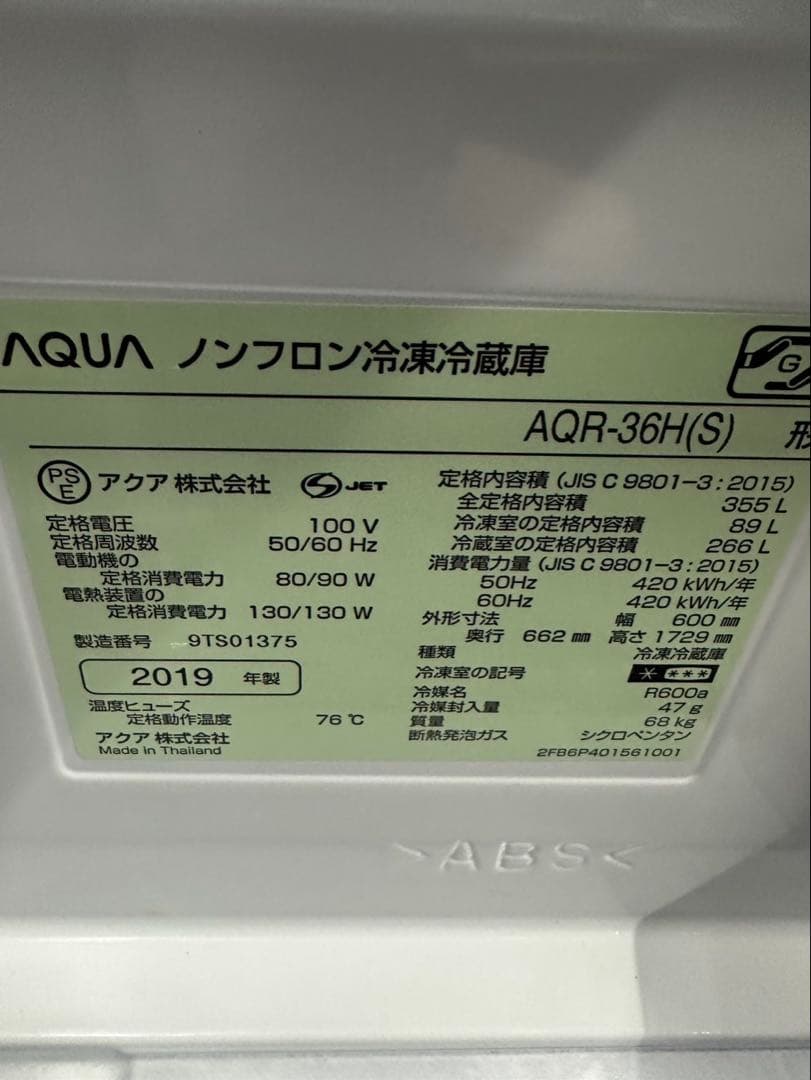 AQUA ノンフロン冷凍冷蔵庫
G
AQR-36H(S) 形
PS E アクア 株式会社 S JET
定格電圧 100 V
定格周波数 50/60 Hz
電動機の
定格消費電力 80/90 W
電熱装置の
定格消費電力 130/130 W
製造番号 9TS01375
2019 年製
温度ヒューズ
定格動作温度 76 ℃
アクア 株式会社
Made in Thailand
定格内容積 (JIS C 9801-3 : 2015)
全定格内容積 355 L
冷凍室の定格内容積 89 L
冷蔵室の定格内容積 266 L
消費電力量 (JIS C 9801-3 : 2015)
50Hz 420 kWh/年
60Hz 420 kWh/年
外形寸法 幅 600 mm
奥行 662 mm 高さ 1729 mm
種類 冷凍冷蔵庫
冷凍室の記号 * ***
冷媒名 R600a
冷媒封入量 47 g
質量 68 kg
断熱発泡ガス シクロペンタン
2FB6P401561001
>ABS<